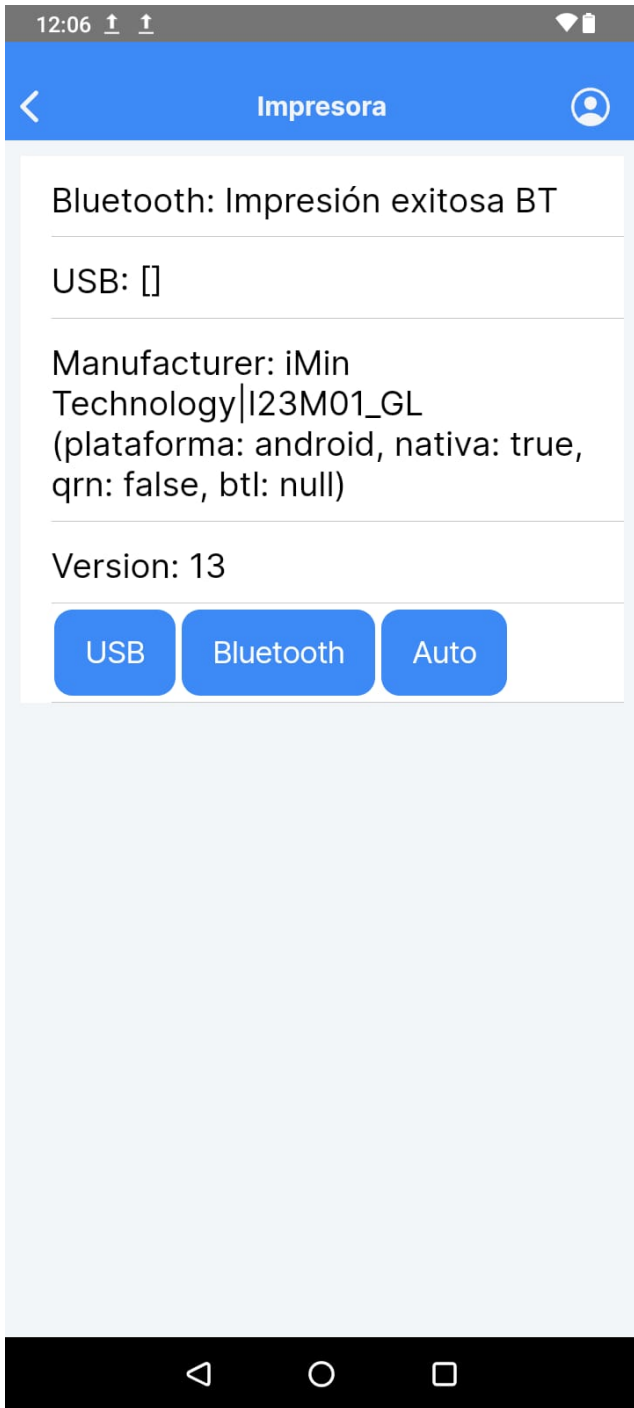 12:06
Impresora
Bluetooth: Impresión exitosa BT
USB: []
Manufacturer: iMin
Technology|I23M01_GL
(plataforma: android, nativa: true,
qrn: false, btl: null)
Version: 13
USB Bluetooth Auto